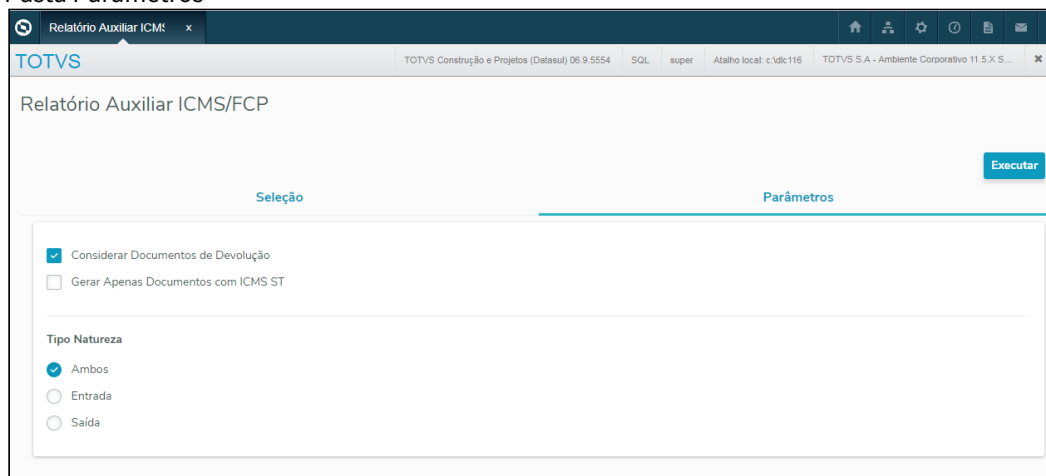 Pasta Parâmetros
Relatório Auxiliar ICMS x
TOTVS TOTVS Construção e Projetos (Datasul) 06.9.5554 SQL super Atalho local: c:\dlc116 TOTVS S.A - Ambiente Corporativo 11.5.X S...
Relatório Auxiliar ICMS/FCP
Executar
Seleção Parâmetros
Considerar Documentos de Devolução
Gerar Apenas Documentos com ICMS ST
Tipo Natureza
Ambos
Entrada
Saída